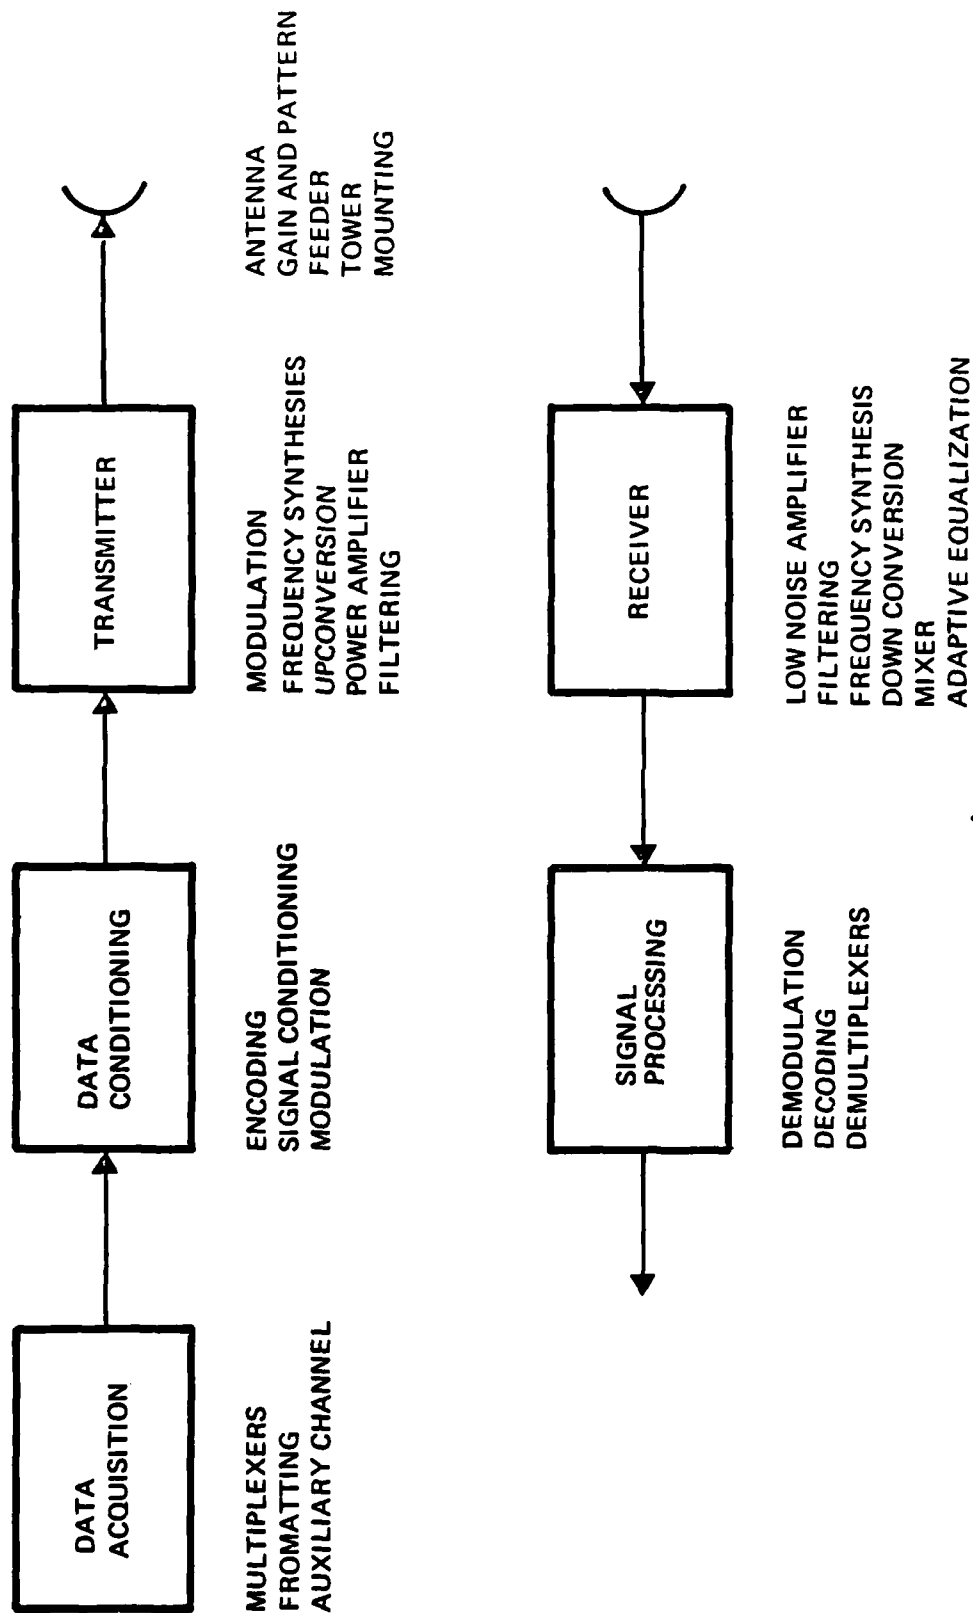 DATA
ACQUISITION
MULTIPLEXERS
FROMATTING
AUXILIARY CHANNEL
DATA
CONDITIONING
ENCODING
SIGNAL CONDITIONING
MODULATION
TRANSMITTER
MODULATION
FREQUENCY SYNTHESIES
UPCONVERSION
POWER AMPLIFIER
FILTERING
ANTENNA
GAIN AND PATTERN
FEEDER
TOWER
MOUNTING
SIGNAL
PROCESSING
DEMODULATION
DECODING
DEMULTIPLEXERS
RECEIVER
LOW NOISE AMPLIFIER
FILTERING
FREQUENCY SYNTHESIS
DOWN CONVERSION
MIXER
ADAPTIVE EQUALIZATION